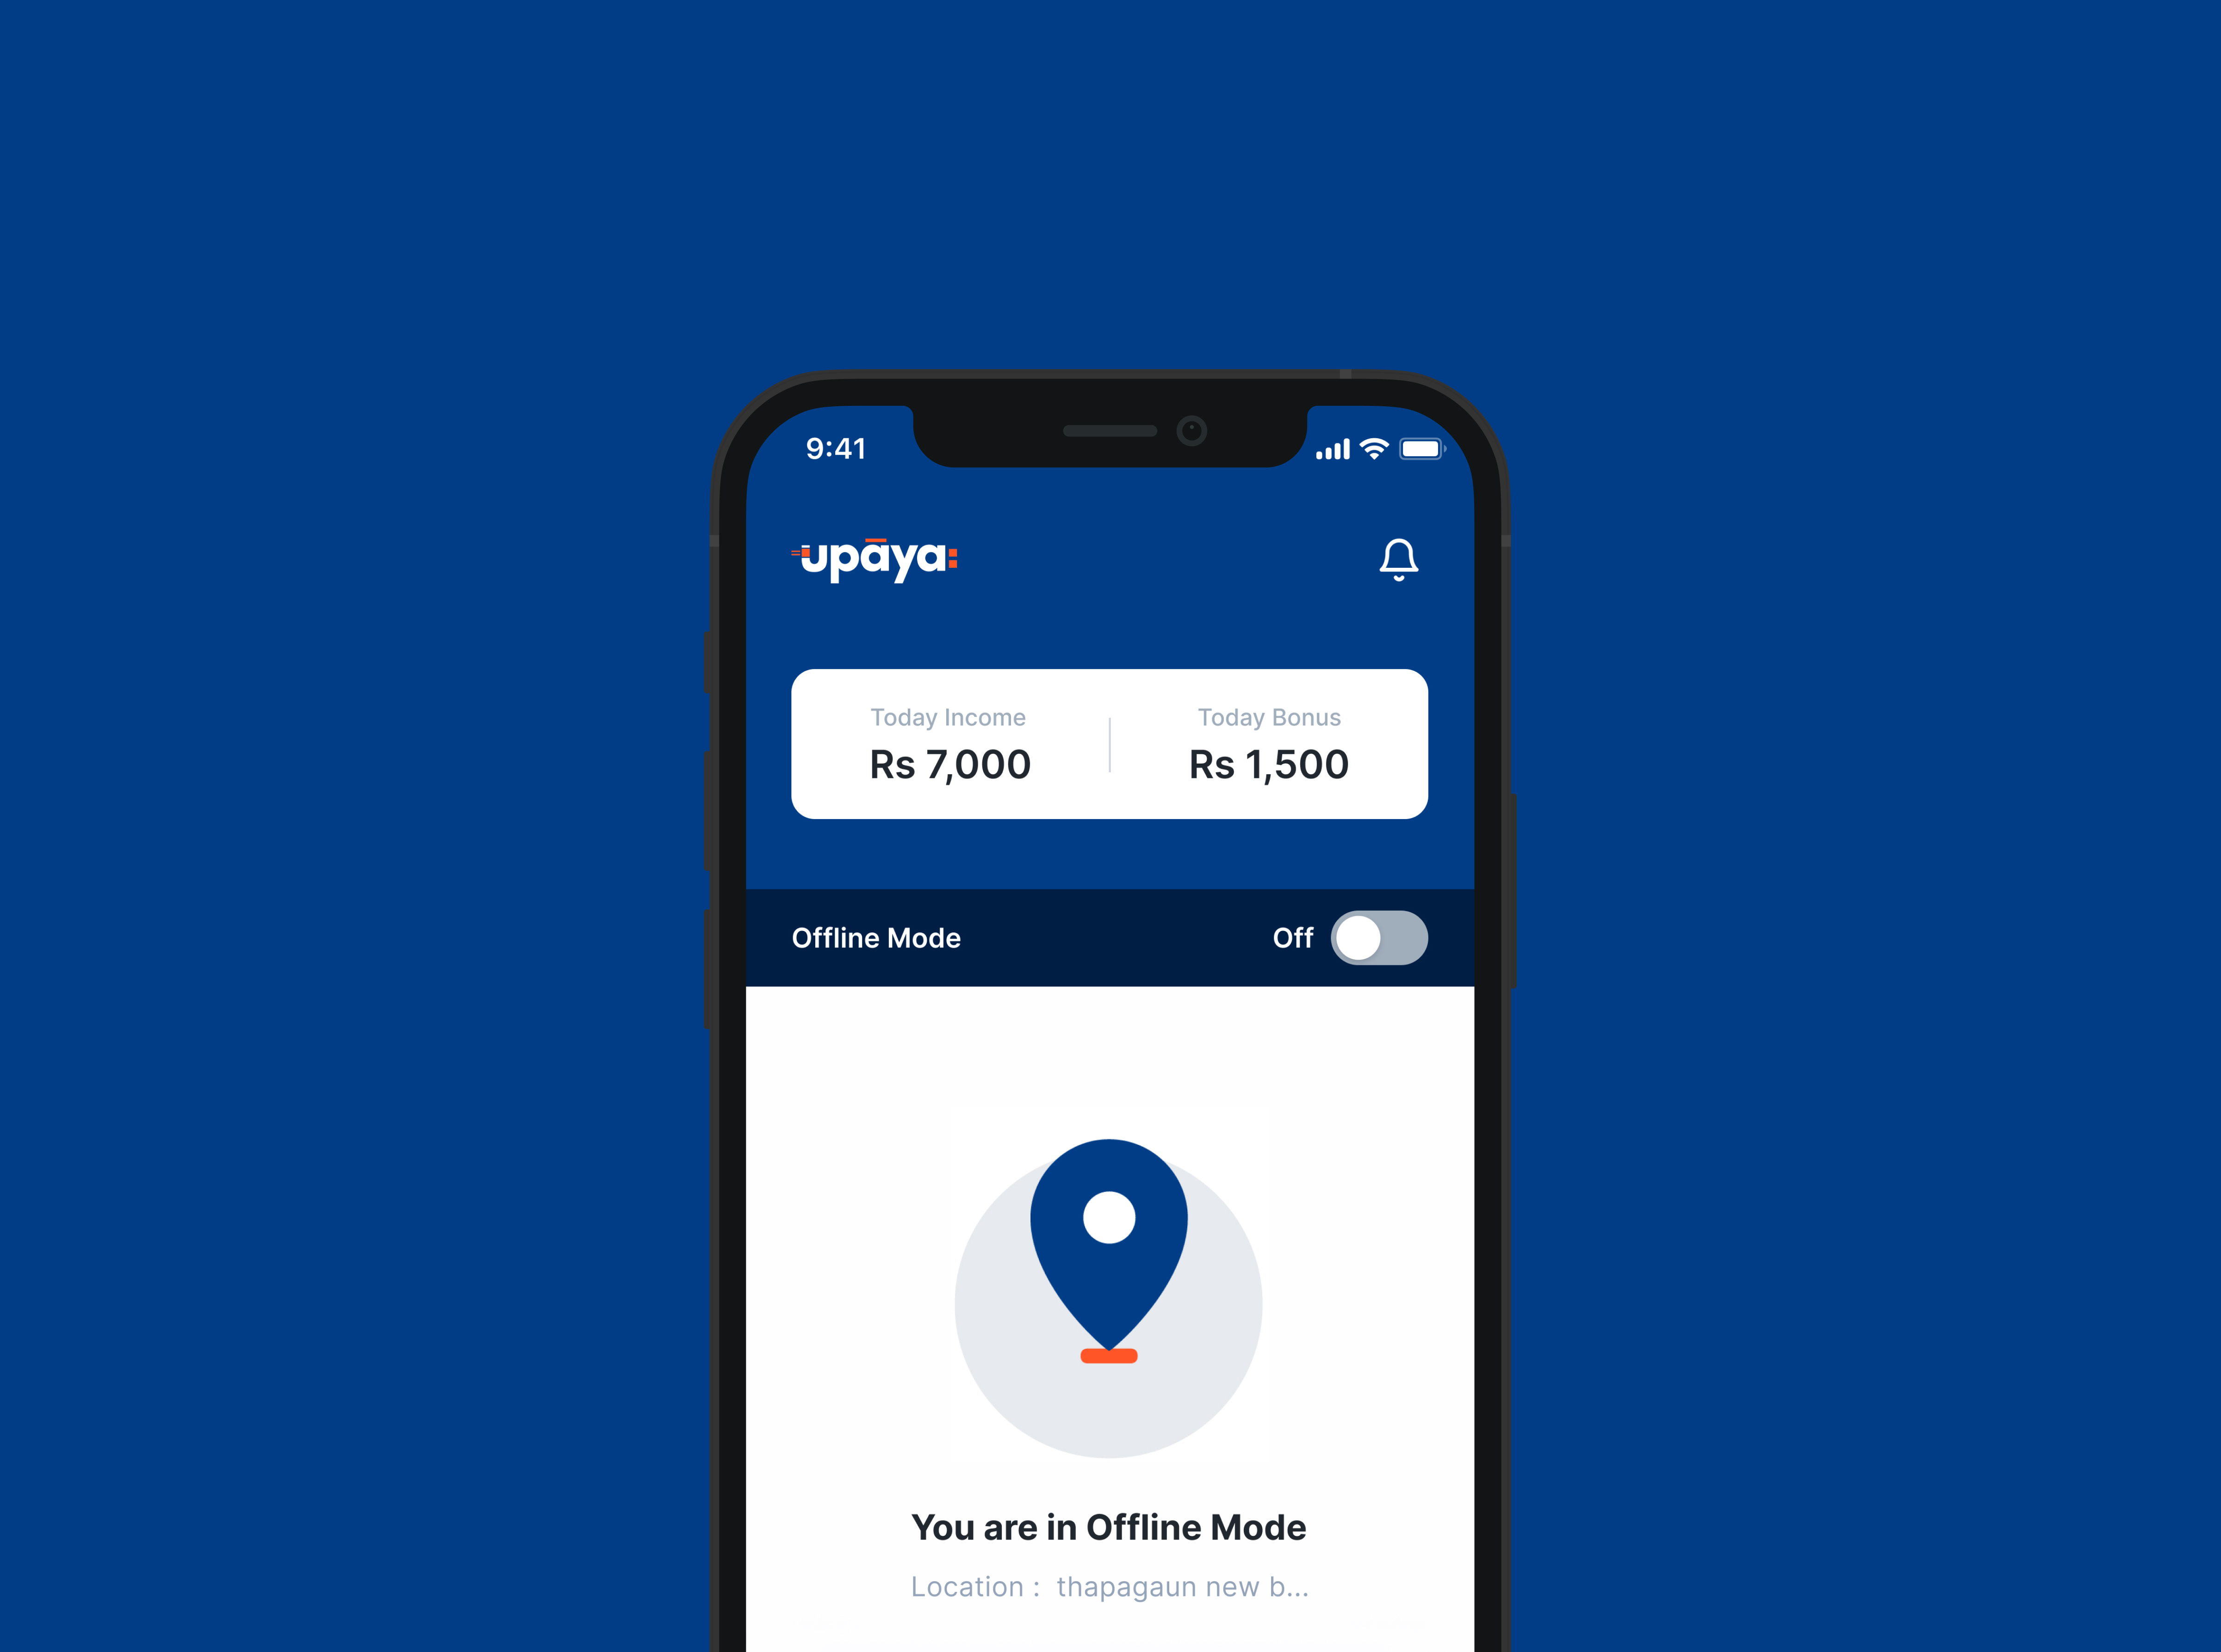 9:41
upāya:
Today Income
Today Bonus
Rs 7,000
Rs 1,500
Offline Mode
Off
You are in Offline Mode
Location : thapagaun new b...